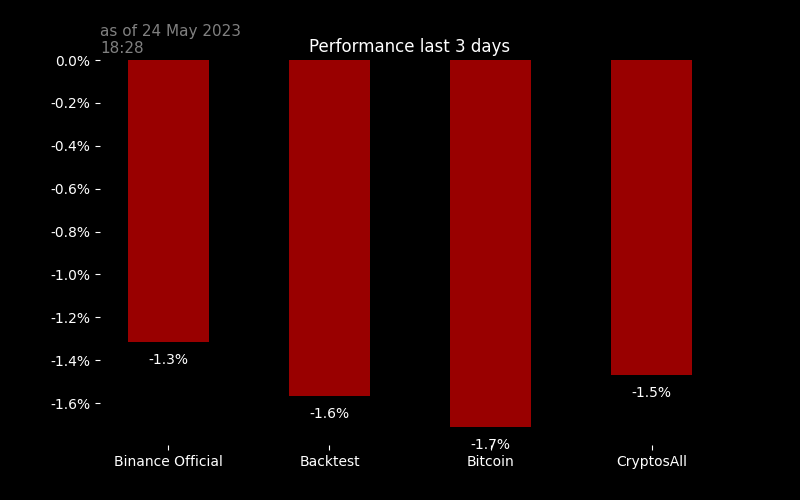 as of 24 May 2023
18:28
Performance last 3 days
0.0%
-0.2%
-0.4%
-0.6%
-0.8%
-1.0%
-1.2%
-1.4%
-1.6%
-1.3%
-1.6%
-1.7%
-1.5%
Binance Official
Backtest
Bitcoin
CryptosAll